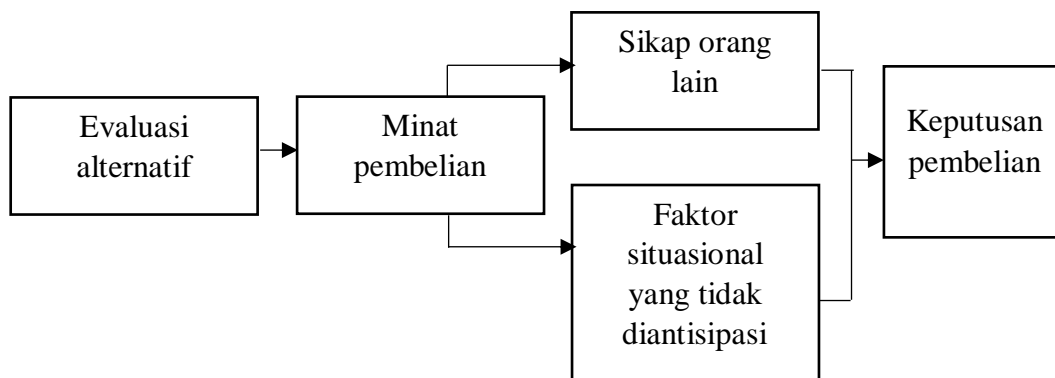 Evaluasi
alternatif
Minat
pembelian
Sikap orang
lain
Faktor
situasional
yang tidak
diantisipasi
Keputusan
pembelian